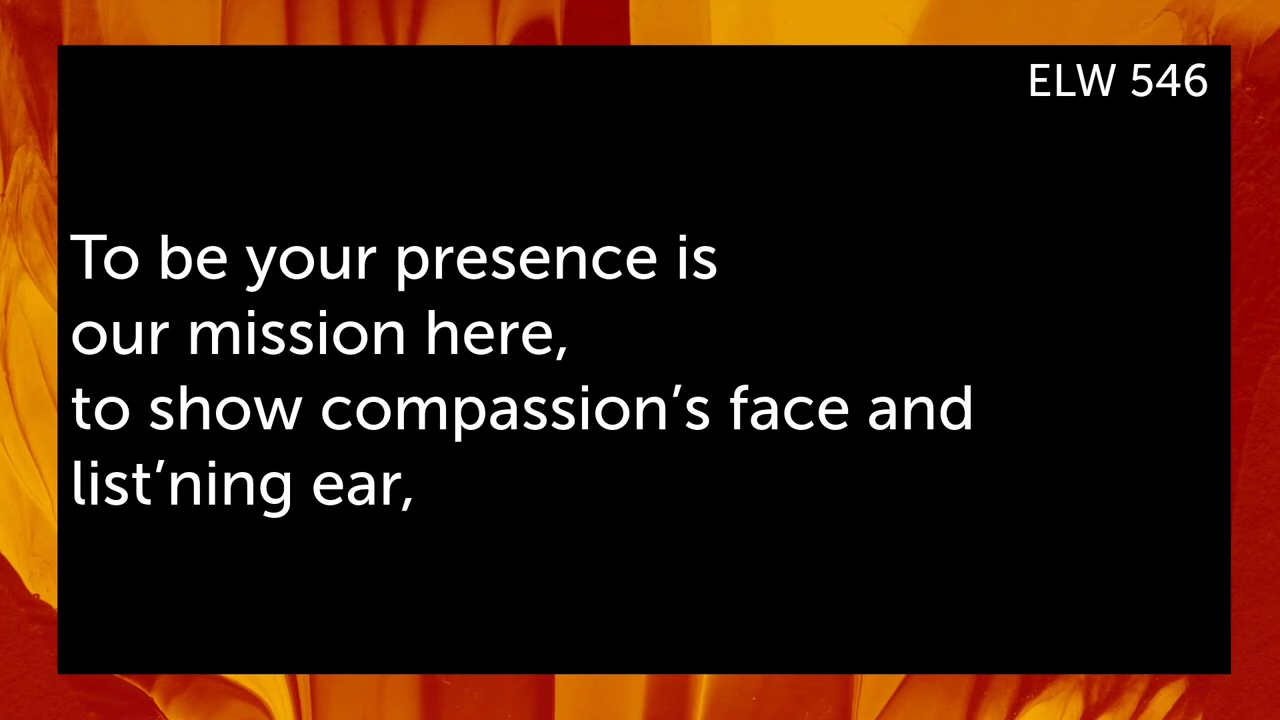 ELW 546
To be your presence is
our mission here,
to show compassion’s face and
list’ning ear,